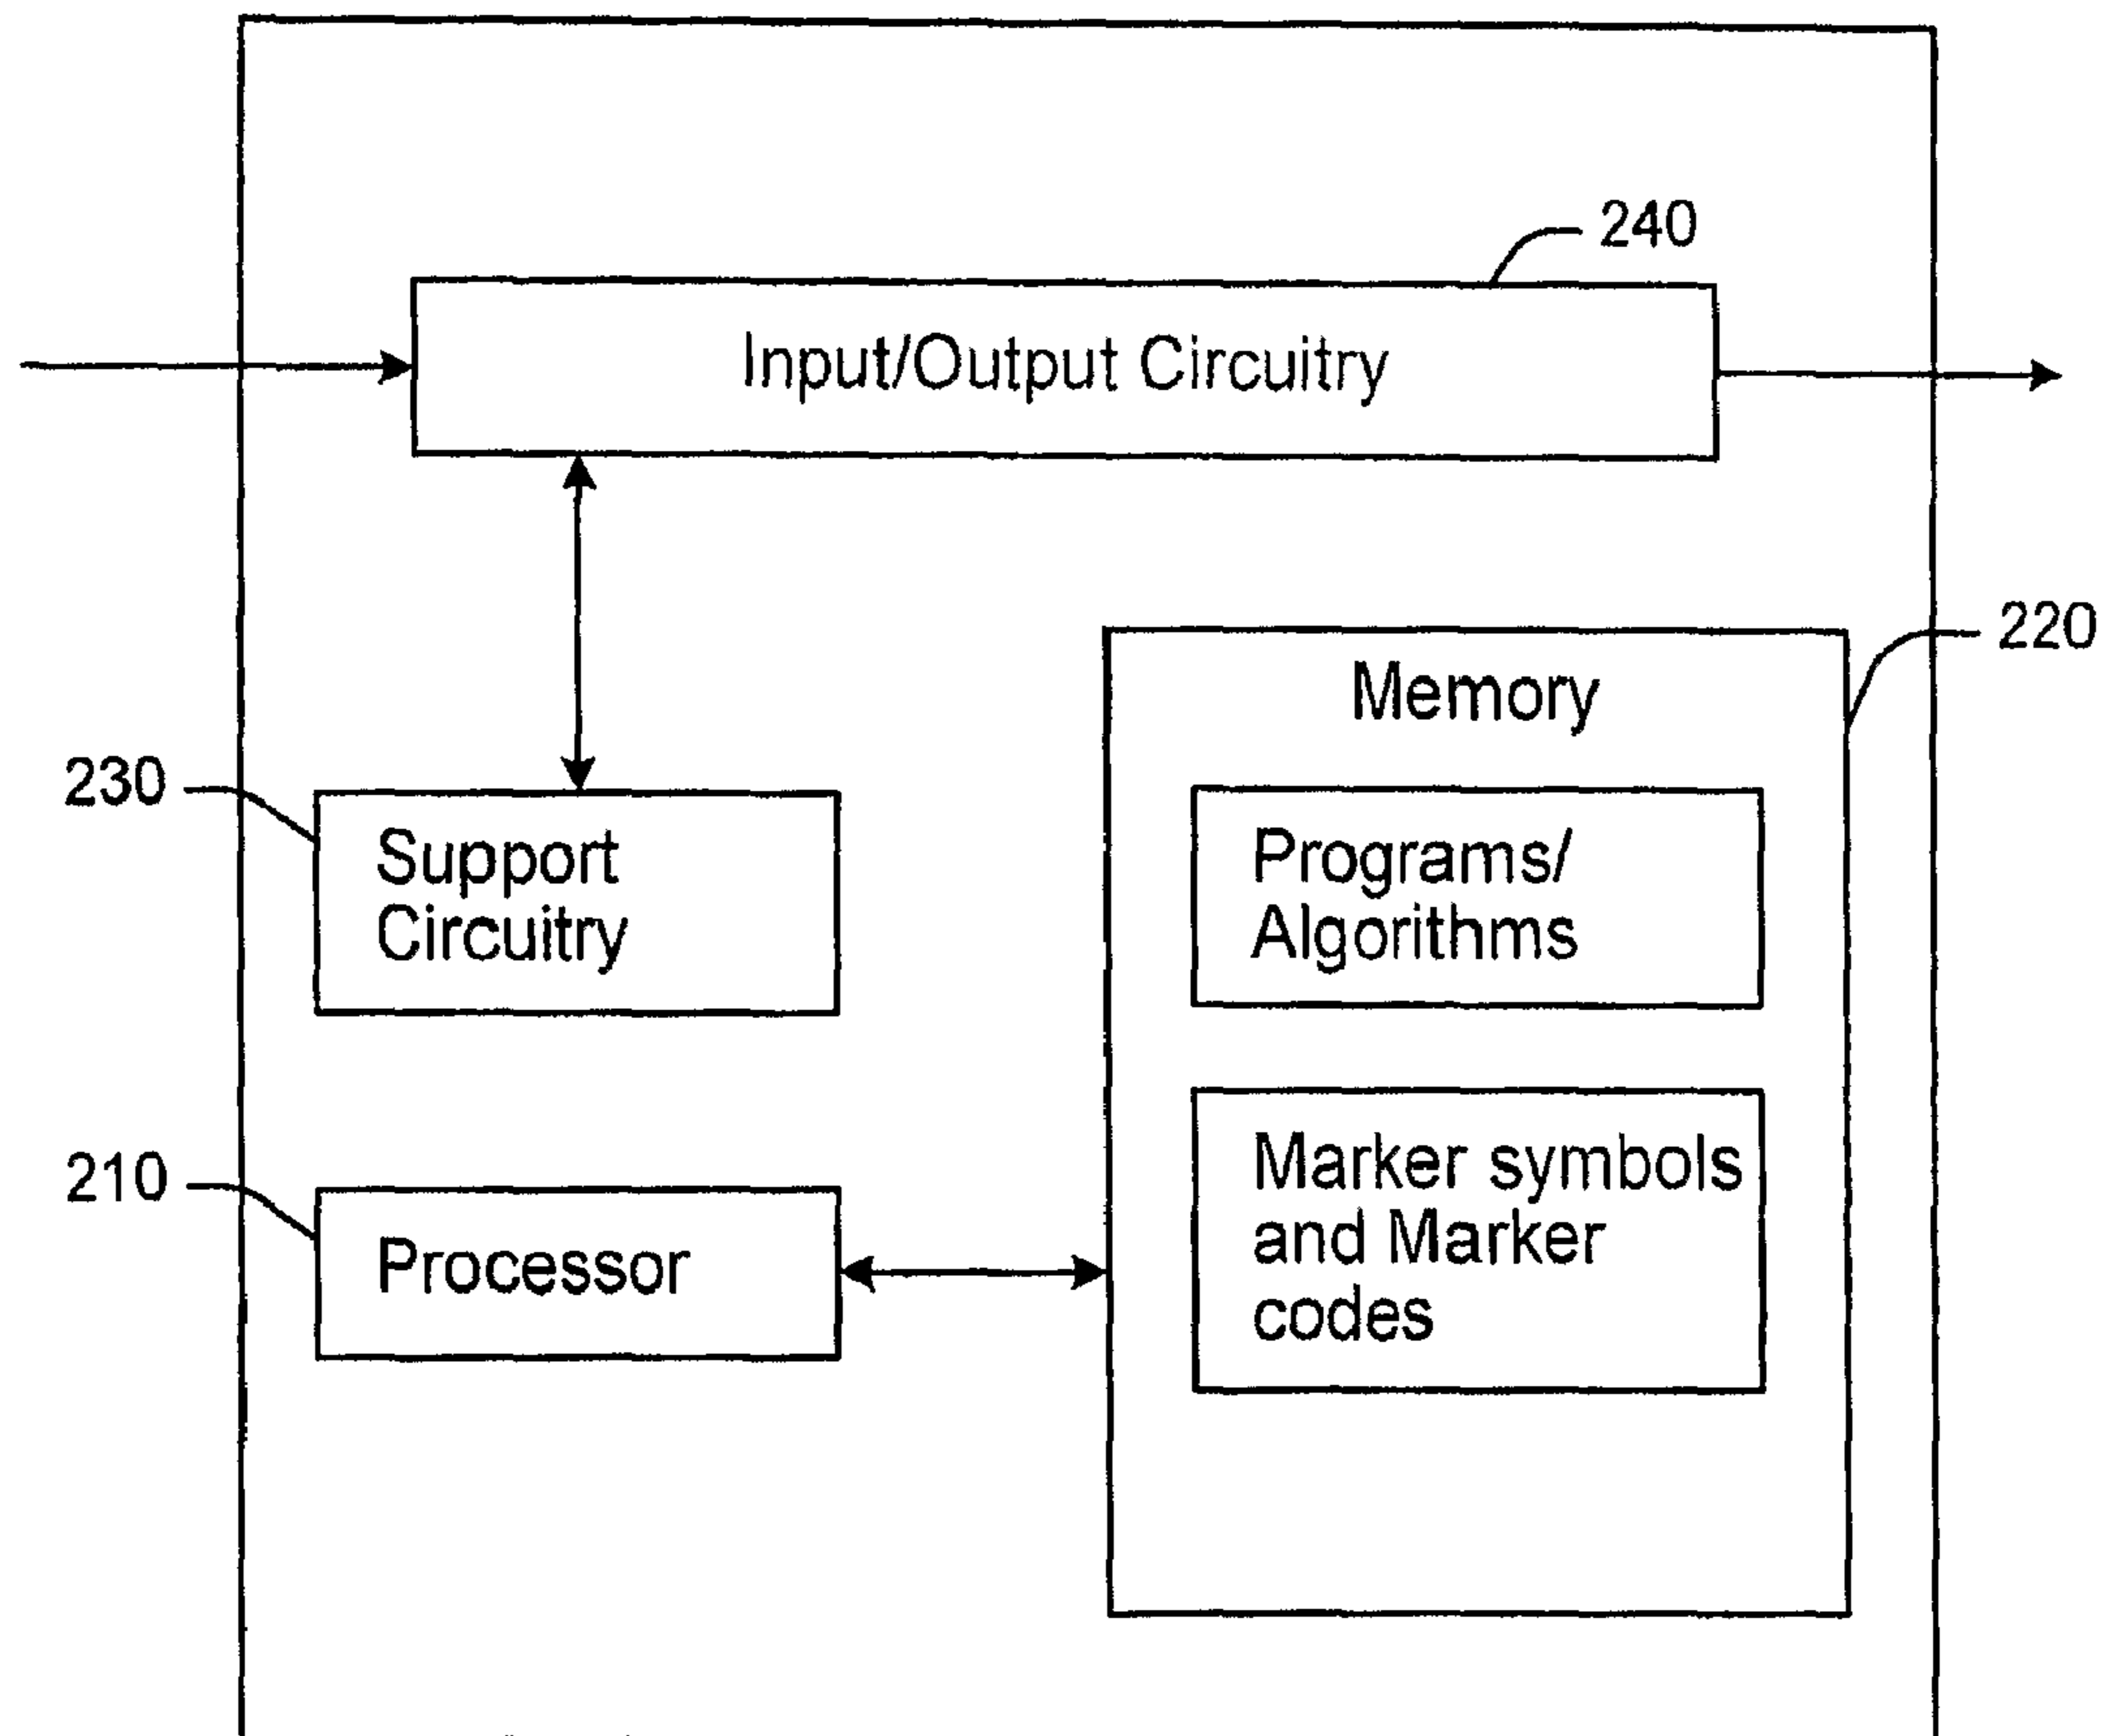 240
Input/Output Circuitry
220
Memory
230
Support
Circuitry
Programs/
Algorithms
210
Processor
Marker symbols
and Marker
codes